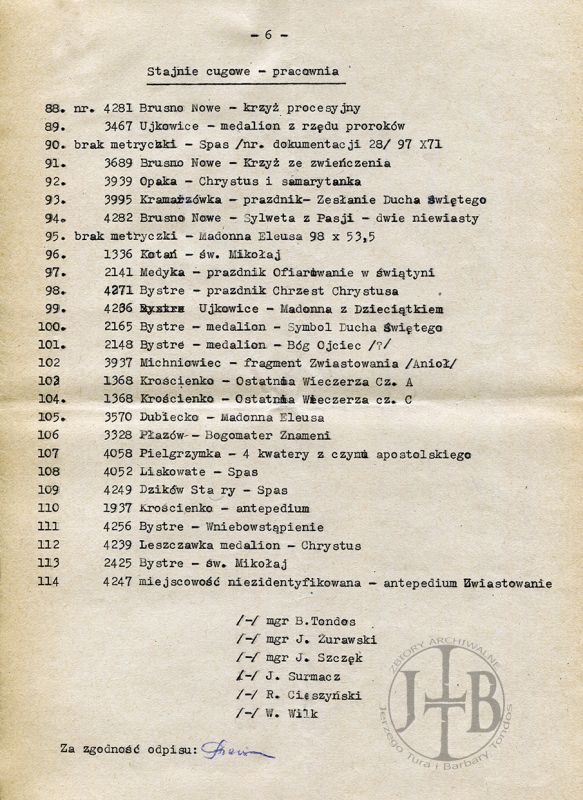 - 6 -
Stajnie cugowe - pracownia
88. nr. 4281 Brusno Nowe - krzyż procesyjny
89. 3467 Ujkowice - medalion z rzędu proroków
90. brak metryczki - Spas /nr. dokumentacji 28/ 97 X71
91. 3689 Brusno Nowe - Krzyż ze zwieńczenia
92. 3939 Opaka - Chrystus i samarytanka
93. 3995 Kramarzówka - prazdnik- Zesłanie Ducha Świętego
94. 4282 Brusno Nowe - Sylweta z Pasji - dwie niewiasty
95. brak metryczki - Madonna Eleusa 98 x 53,5
96. 1336 Kotań - św. Mikołaj
97. 2141 Medyka - prazdnik Ofiarowanie w świątyni
98. 4271 Bystre - prazdnik Chrzest Chrystusa
99. 4236 Ujkowice - Madonna z Dzieciątkiem
100. 2165 Bystre - medalion - Symbol Ducha Świętego
101. 2148 Bystre - medalion - Bóg Ojciec /?/
102 3937 Michniowiec - fragment Zwiastowania /Anioł/
103 1368 Krościenko - Ostatnia Wieczerza Cz. A
104. 1368 Krościenko - Ostatnia Wieczerza cz. C
105. 3570 Dubiecko - Madonna Eleusa
106 3328 Płazów - Bogomater Znameni
107 4058 Pielgrzymka - 4 kwatery z czynu apostolskiego
108 4052 Liskowate - Spas
109 4249 Dzików Stary - Spas
110 1937 Krościenko - antepedium
111 4256 Bystre - Wniebowstąpienie
112 4239 Leszczawka medalion - Chrystus
113 2425 Bystre - św. Mikołaj
114 4247 miejscowość niezidentyfikowana - antepedium Zwiastowanie
/-/ mgr B.Tondos
/-/ mgr J. Żurawski
/-/ mgr J. Szczęk
/-/ J. Surmacz
/-/ R. Cieszyński
/-/ W. Wilk
Za zgodność odpisu:
ZBIORY ARCHIWALNE
JTB
Jerzego Tura i Barbary Tondos